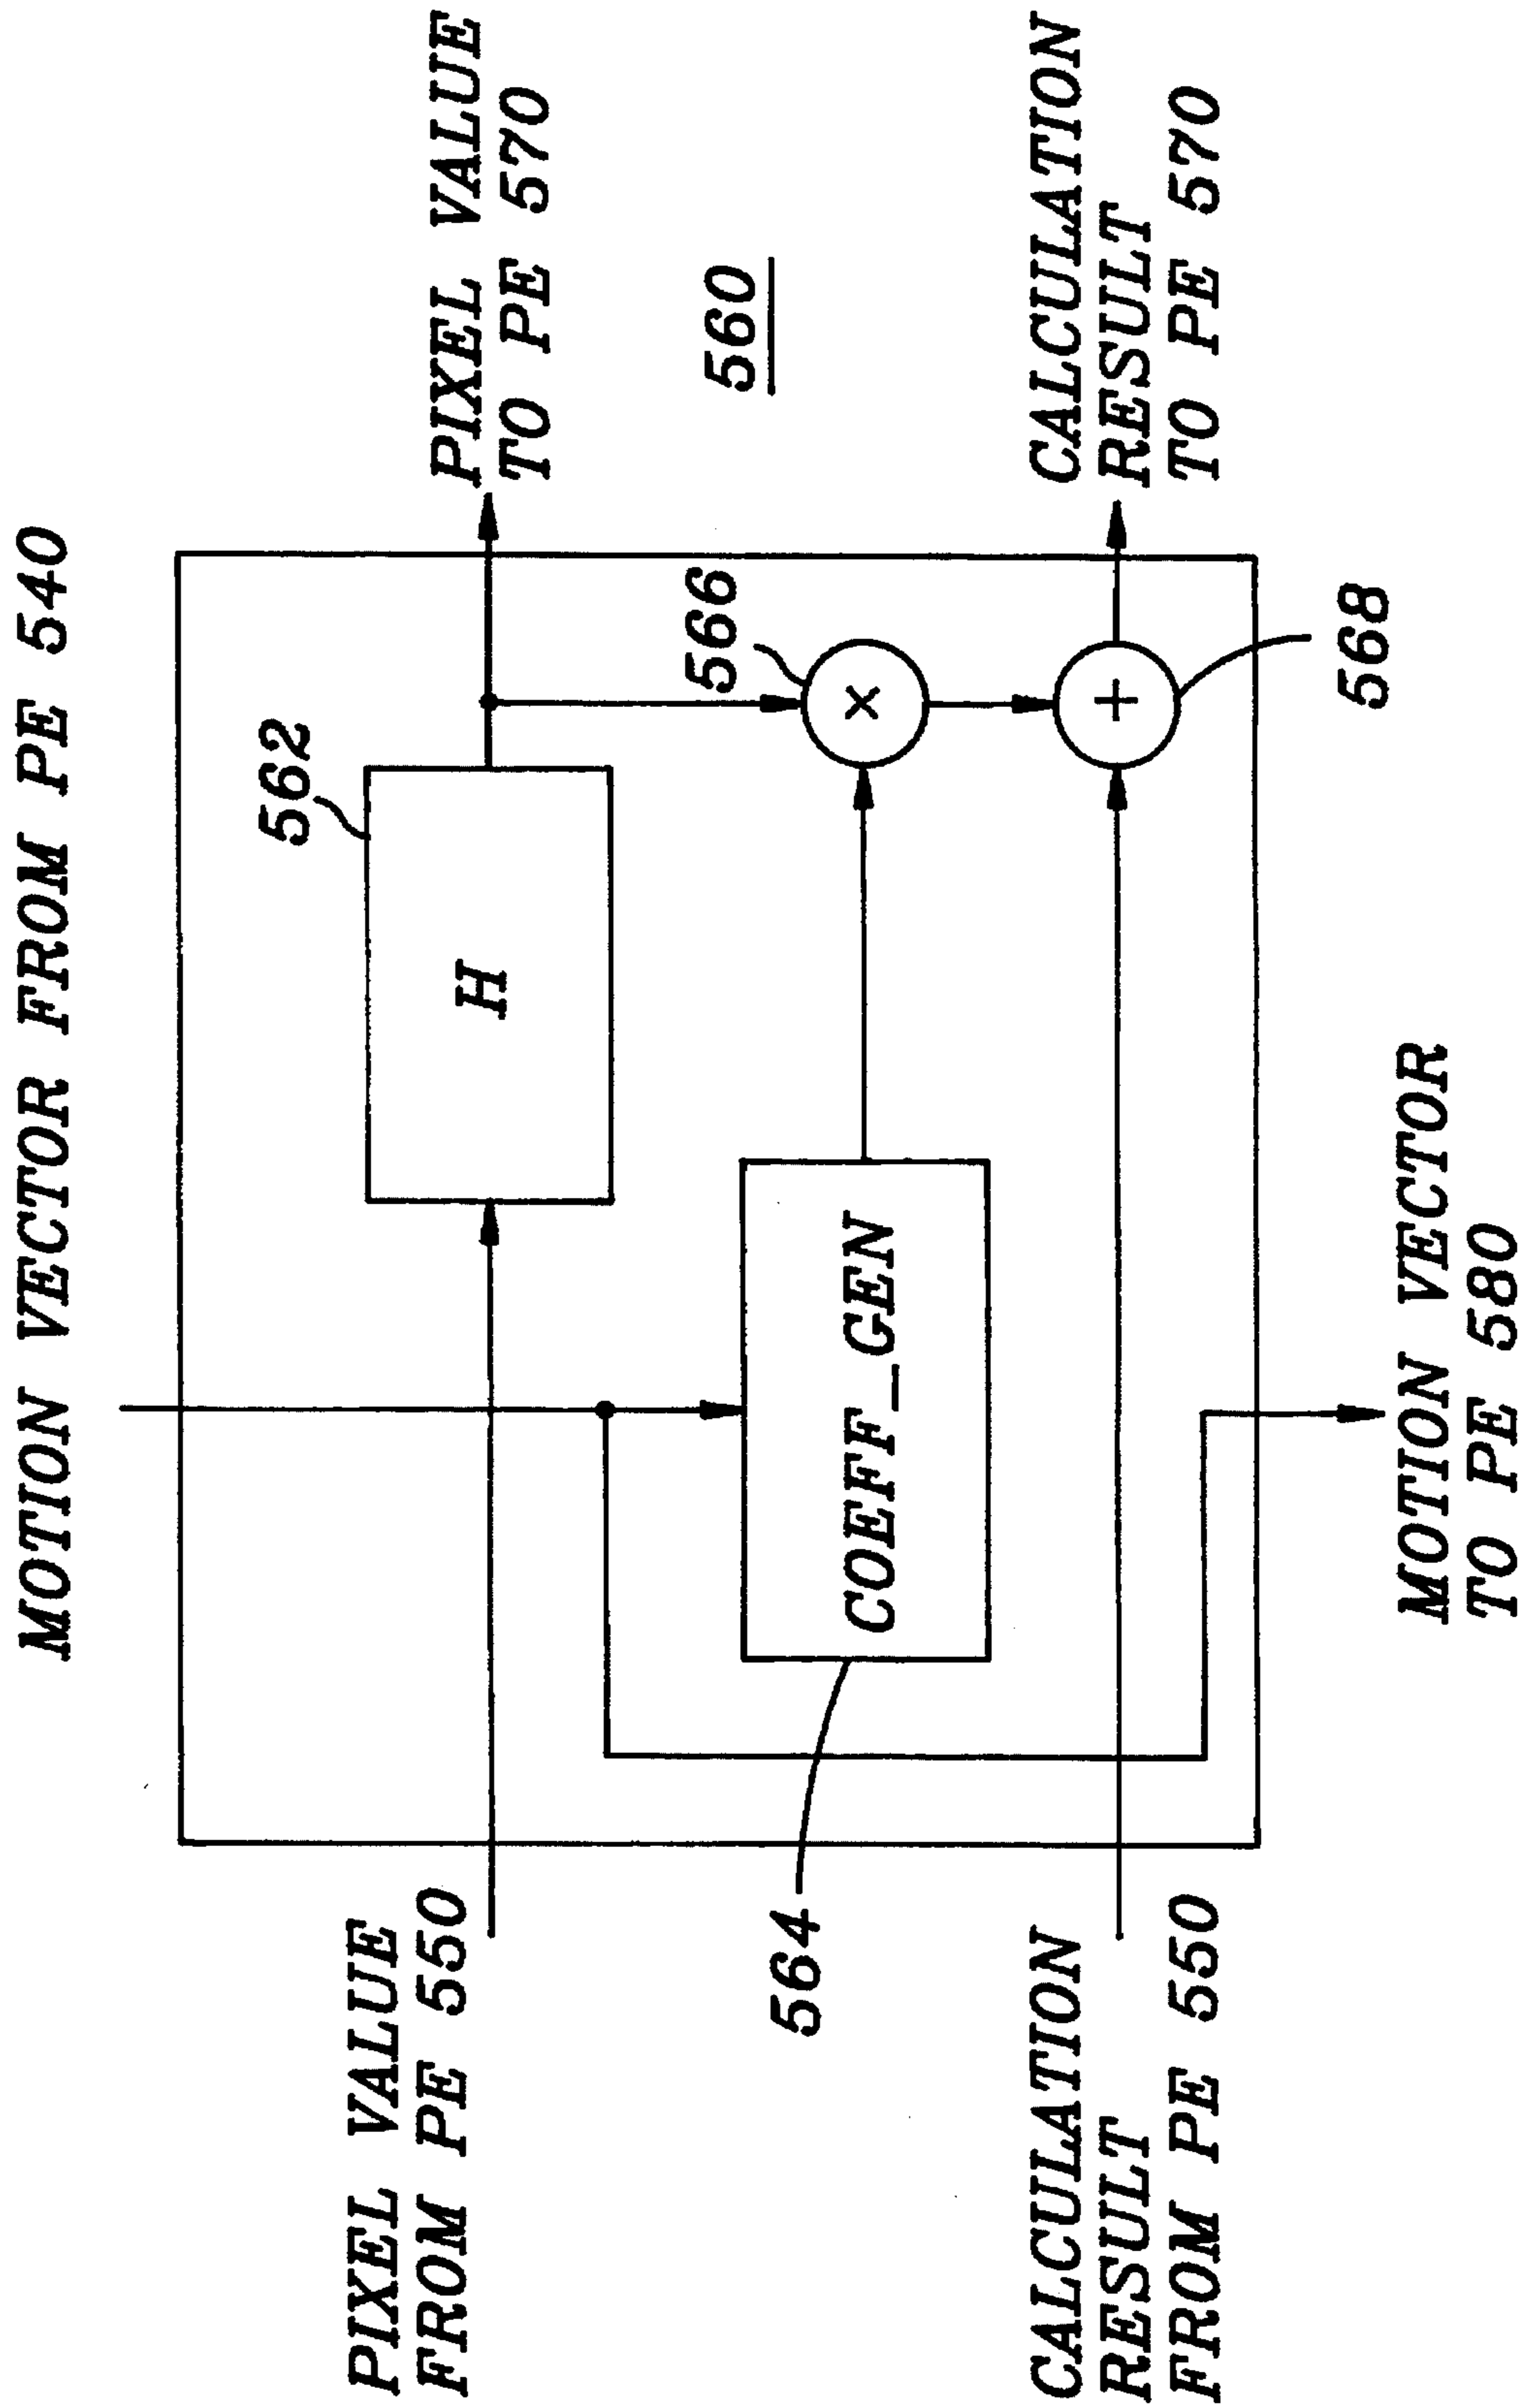 MOTION VECTOR FROM PE 540
PIXEL VALUE
FROM PE 550
562
H
PIXEL VALUE
TO PE 570
560
564
COEFF_GEN
566
×
CALCULATION
RESULT
FROM PE 550
+
568
CALCULATION
RESULT
TO PE 570
MOTION VECTOR
TO PE 580